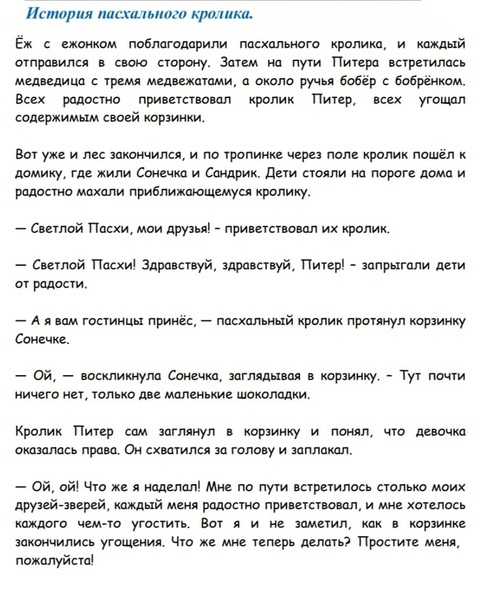 История пасхального кролика.
Ёж с ежонком поблагодарили пасхального кролика, и каждый
отправился в свою сторону. Затем на пути Питера встретилась
медведица с тремя медвежатами, а около ручья бобёр с бобрёнком.
Всех радостно приветствовал кролик Питер, всех угощал
содержимым своей корзинки.
Вот уже и лес закончился, и по тропинке через поле кролик пошёл к
домику, где жили Сонечка и Сандрик. Дети стояли на пороге дома и
радостно махали приближающемуся кролику.
— Светлой Пасхи, мои друзья! – приветствовал их кролик.
— Светлой Пасхи! Здравствуй, здравствуй, Питер! – запрыгали дети
от радости.
— А я вам гостинцы принёс, — пасхальный кролик протянул корзинку
Сонечке.
— Ой, — воскликнула Сонечка, заглядывая в корзинку. – Тут почти
ничего нет, только две маленькие шоколадки.
Кролик Питер сам заглянул в корзинку и понял, что девочка
оказалась права. Он схватился за голову и заплакал.
— Ой, ой! Что же я наделал! Мне по пути встретилось столько моих
друзей-зверей, каждый меня радостно приветствовал, и мне хотелось
каждого чем-то угостить. Вот я и не заметил, как в корзинке
закончились угощения. Что же мне теперь делать? Простите меня,
пожалуйста!